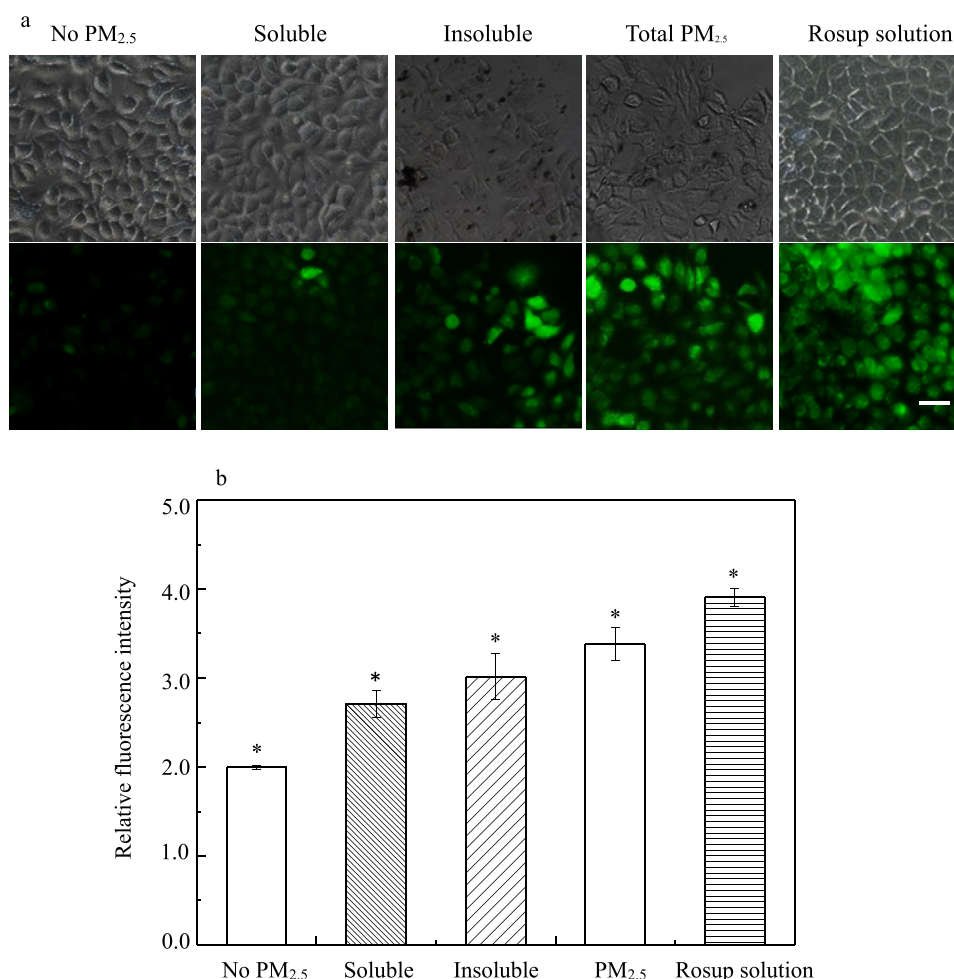 a
No PM2.5 Soluble Insoluble Total PM2.5 Rosup solution
b
Relative fluorescence intensity
5.0
*
4.0
*
*
*
3.0
*
2.0
1.0
0.0
No PM2.5 Soluble Insoluble PM2.5 Rosup solution